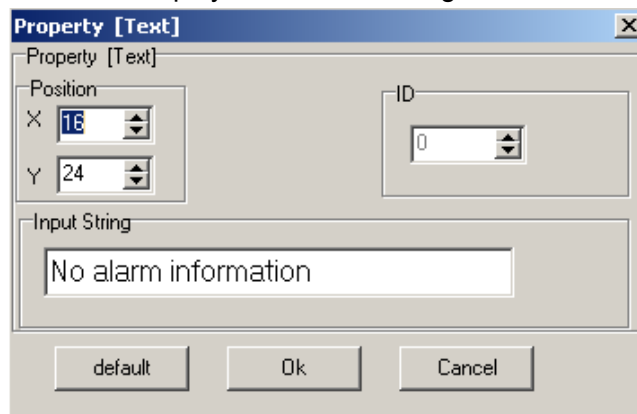 Property [Text]
Property [Text]
Position
ID
X 16
0
Y 24
Input String
No alarm information
default Ok Cancel